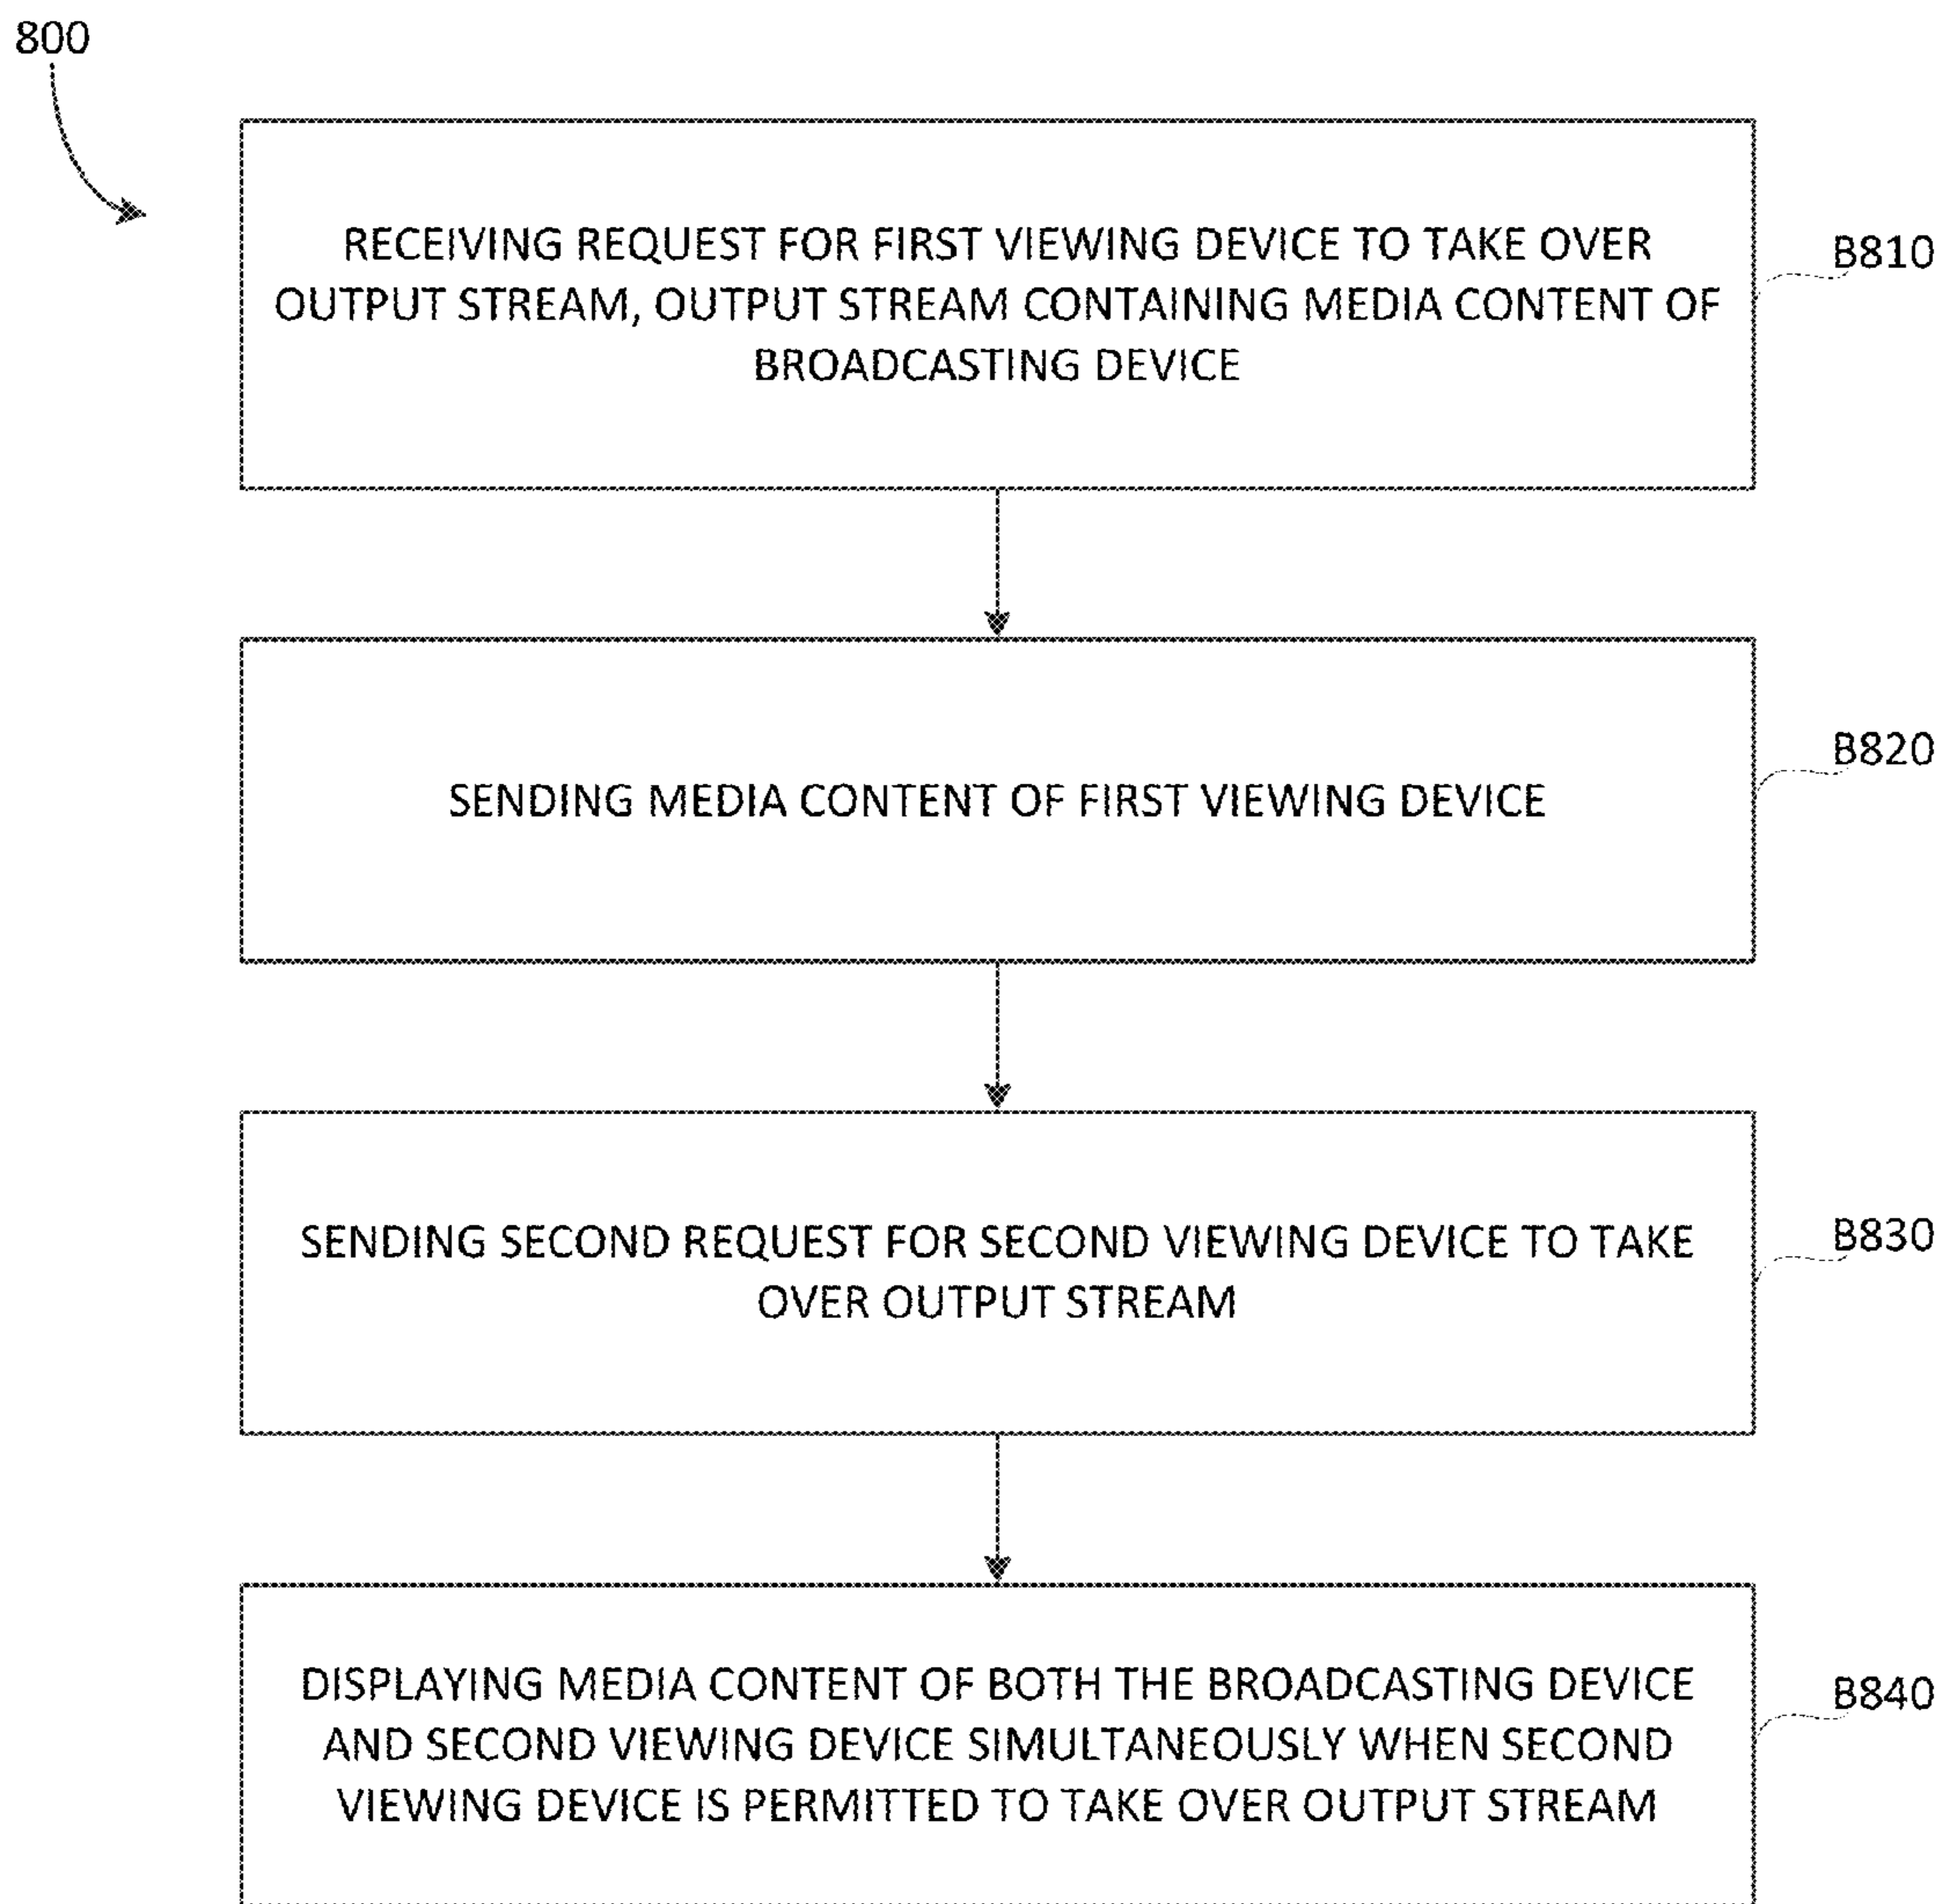 800
RECEIVING REQUEST FOR FIRST VIEWING DEVICE TO TAKE OVER
OUTPUT STREAM, OUTPUT STREAM CONTAINING MEDIA CONTENT OF
BROADCASTING DEVICE
B810
SENDING MEDIA CONTENT OF FIRST VIEWING DEVICE
B820
SENDING SECOND REQUEST FOR SECOND VIEWING DEVICE TO TAKE
OVER OUTPUT STREAM
B830
DISPLAYING MEDIA CONTENT OF BOTH THE BROADCASTING DEVICE
AND SECOND VIEWING DEVICE SIMULTANEOUSLY WHEN SECOND
VIEWING DEVICE IS PERMITTED TO TAKE OVER OUTPUT STREAM
B840